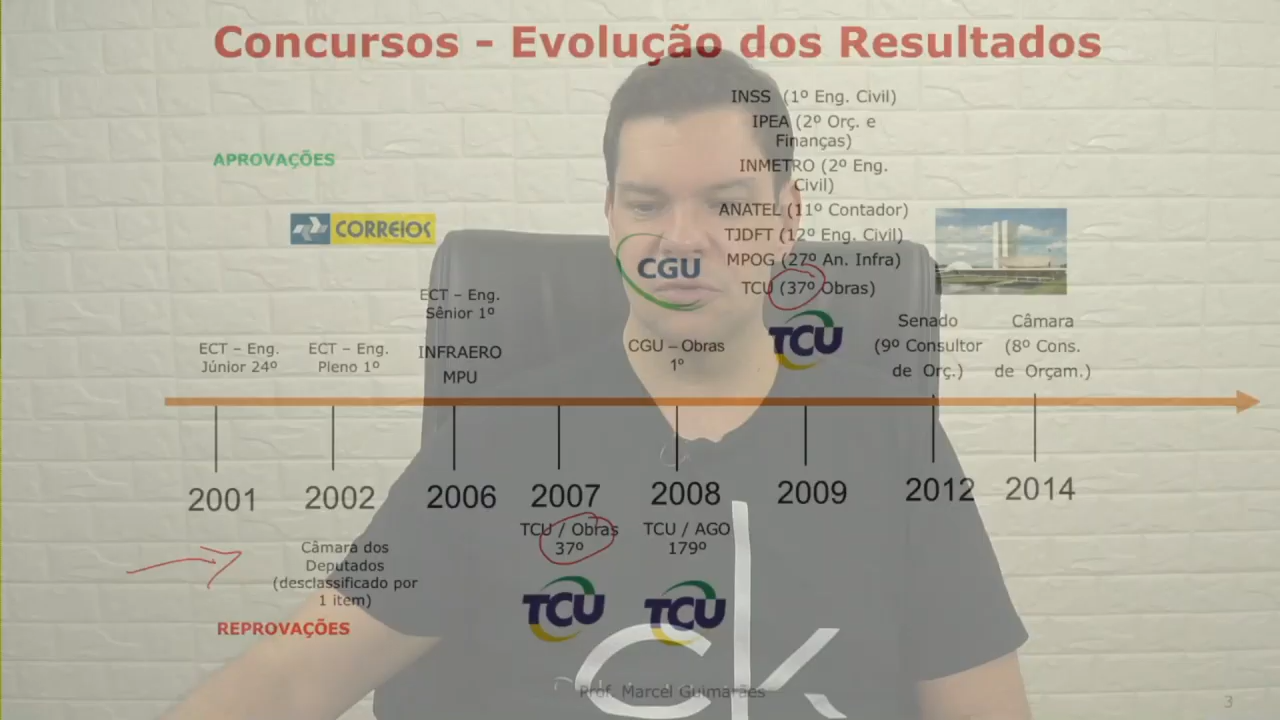 Concursos - Evolução dos Resultados
INSS (1º Eng. Civil)
IPEA (2º Orç. e
Finanças)
INMETRO (2º Eng.
Civil)
ANATEL (11º Contador)
TJDFT (12º Eng. Civil)
MPOG (27º An. Infra)
TCU (37º Obras)
APROVAÇÕES
CORREIOS
CGU
TCU
ECT – Eng.
Júnior 24º
ECT – Eng.
Pleno 1º
ECT – Eng.
Sênior 1º
INFRAERO
MPU
CGU – Obras
1º
Senado
(9º Consultor
de Orç.)
Câmara
(8º Cons.
de Orçam.)
2001
2002
2006
2007
2008
2009
2012
2014
Câmara dos
Deputados
(desclassificado por
1 item)
TCU / Obras
37º
TCU / AGO
179º
TCU
TCU
REPROVAÇÕES
ck
Prof. Marcel Guimarães
3